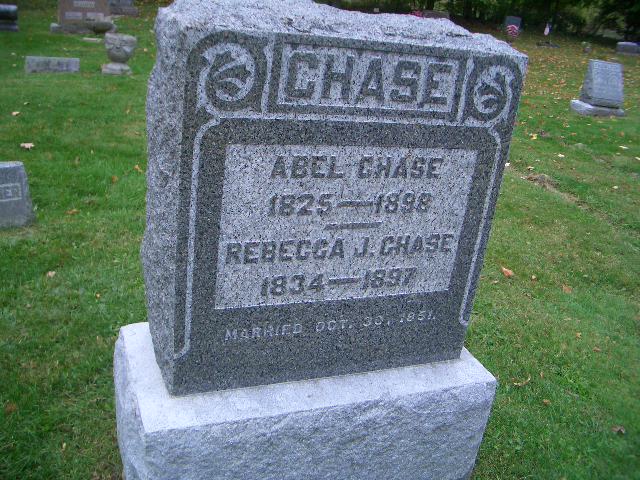 CHASE
ABEL CHASE
1825—1898
REBECCA J. CHASE
1834—1897
MARRIED OCT. 30, 1851.